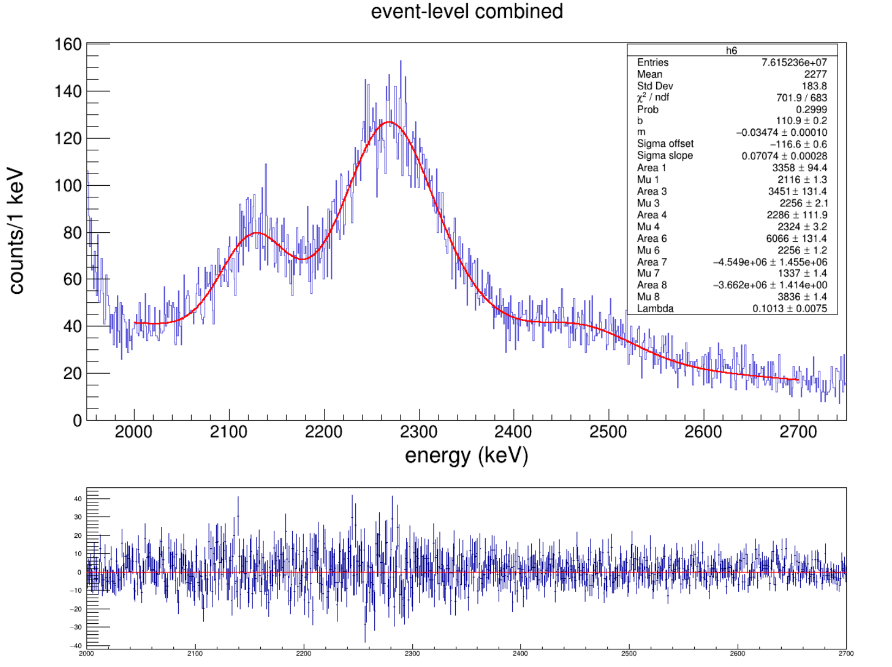 event-level combined
160
140
120
100
80
60
40
20
0
counts/1 keV
2000 2100 2200 2300 2400 2500 2600 2700
energy (keV)
h6
Entries 7.615236e+07
Mean 2277
Std Dev 183.8
χ² / ndf 701.9 / 683
Prob 0.2999
b 110.9 ± 0.2
m −0.03474 ± 0.00010
Sigma offset −116.6 ± 0.6
Sigma slope 0.07074 ± 0.00028
Area 1 3358 ± 94.4
Mu 1 2116 ± 1.3
Area 3 3451 ± 131.4
Mu 3 2256 ± 2.1
Area 4 2286 ± 111.9
Mu 4 2324 ± 3.2
Area 6 6066 ± 131.4
Mu 6 2256 ± 1.2
Area 7 −4.549e+06 ± 1.455e+06
Mu 7 1337 ± 1.4
Area 8 −3.662e+06 ± 1.414e+00
Mu 8 3836 ± 1.4
Lambda 0.1013 ± 0.0075
40
30
20
10
0
−10
−20
−30
−40
2000 2100 2200 2300 2400 2500 2600 2700